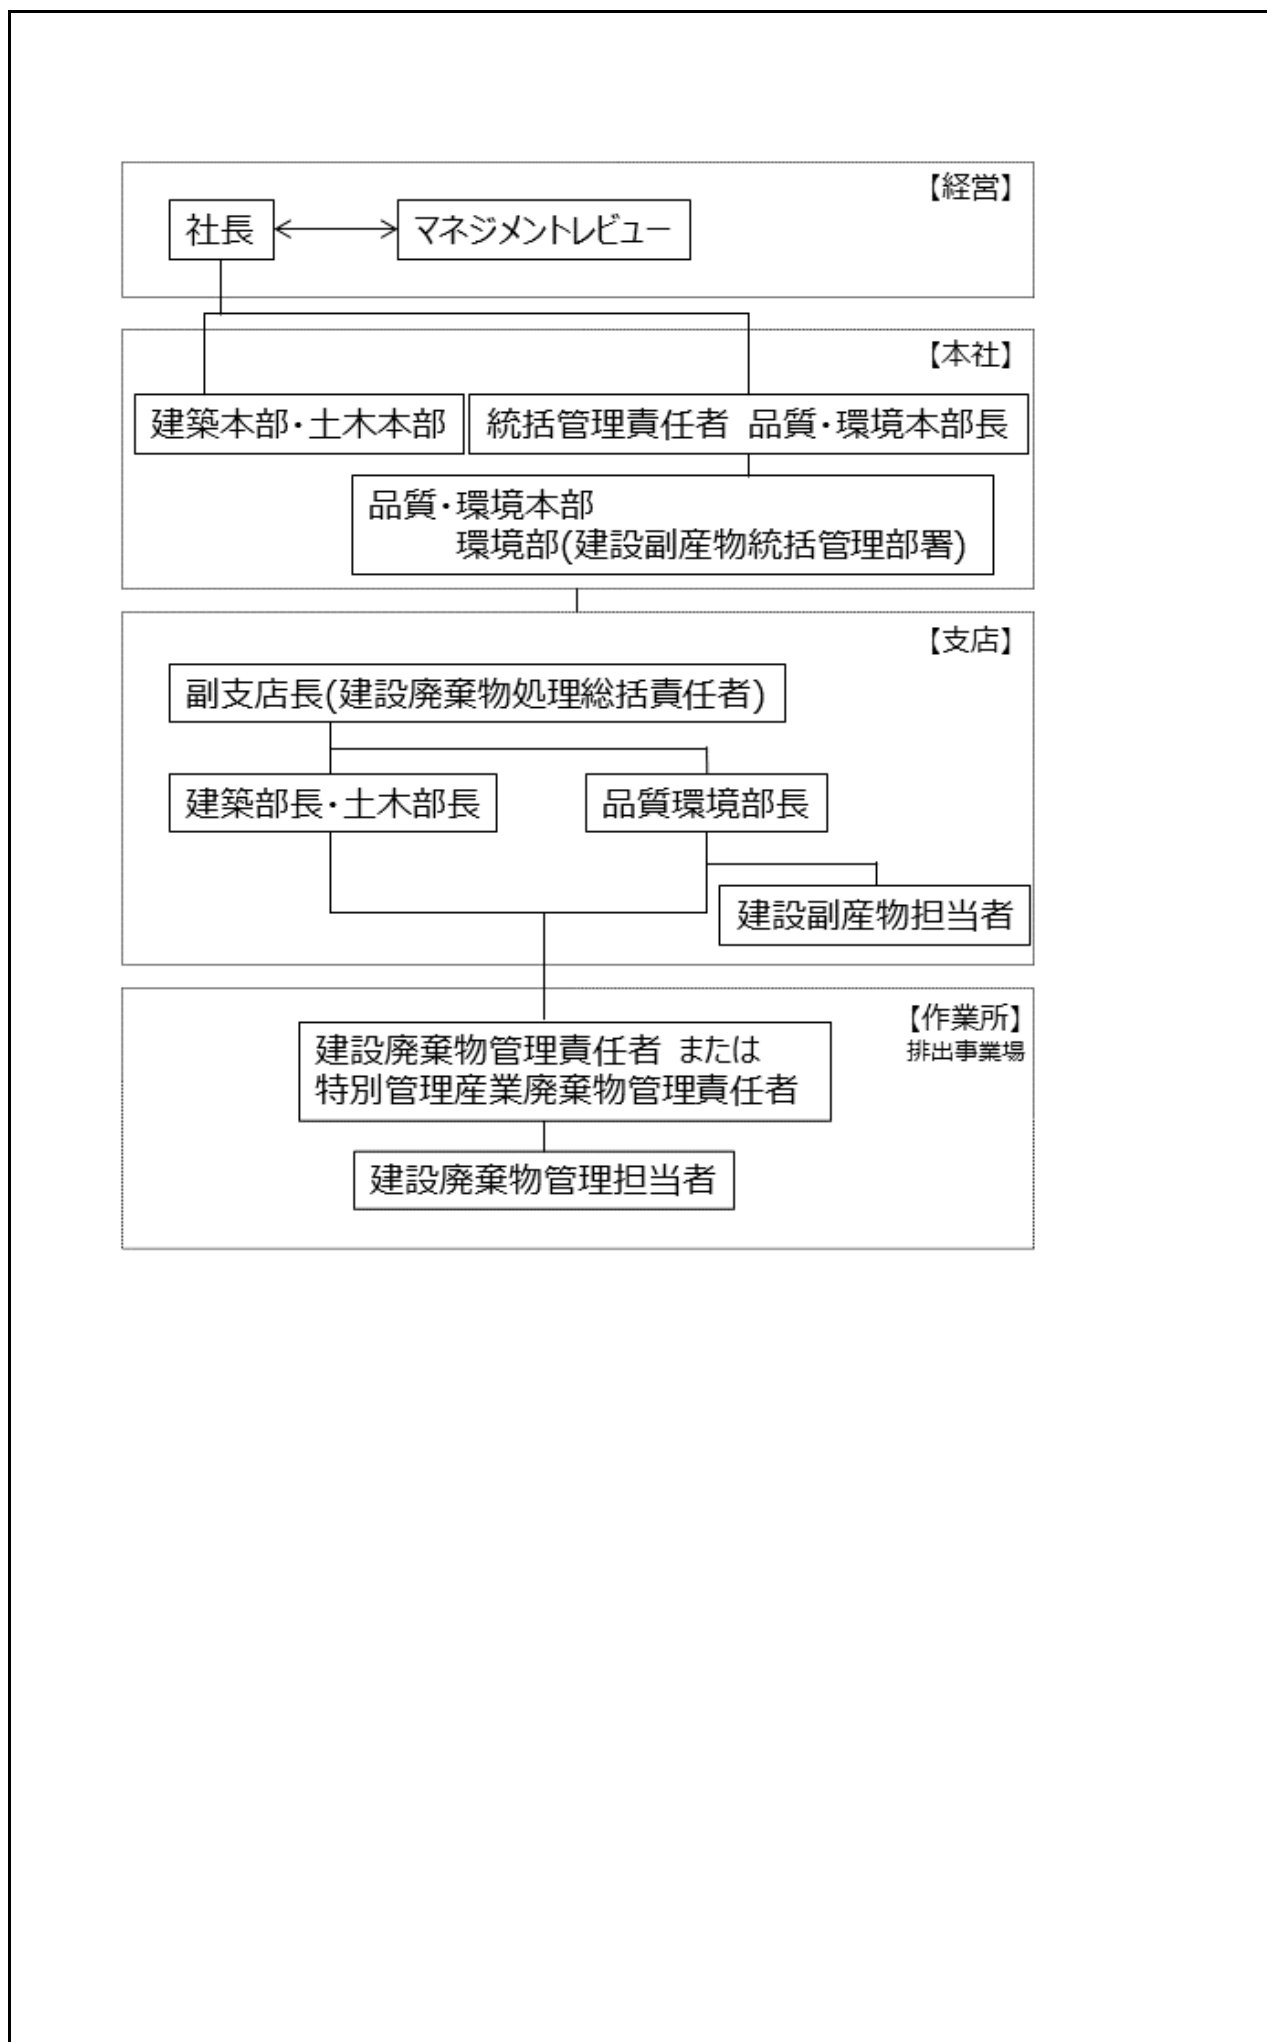 【経営】
社長
マネジメントレビュー
【本社】
建築本部・土木本部
統括管理責任者 品質・環境本部長
品質・環境本部
環境部(建設副産物統括管理部署)
【支店】
副支店長(建設廃棄物処理総括責任者)
建築部長・土木部長
品質環境部長
建設副産物担当者
【作業所】
排出事業場
建設廃棄物管理責任者 または
特別管理産業廃棄物管理責任者
建設廃棄物管理担当者